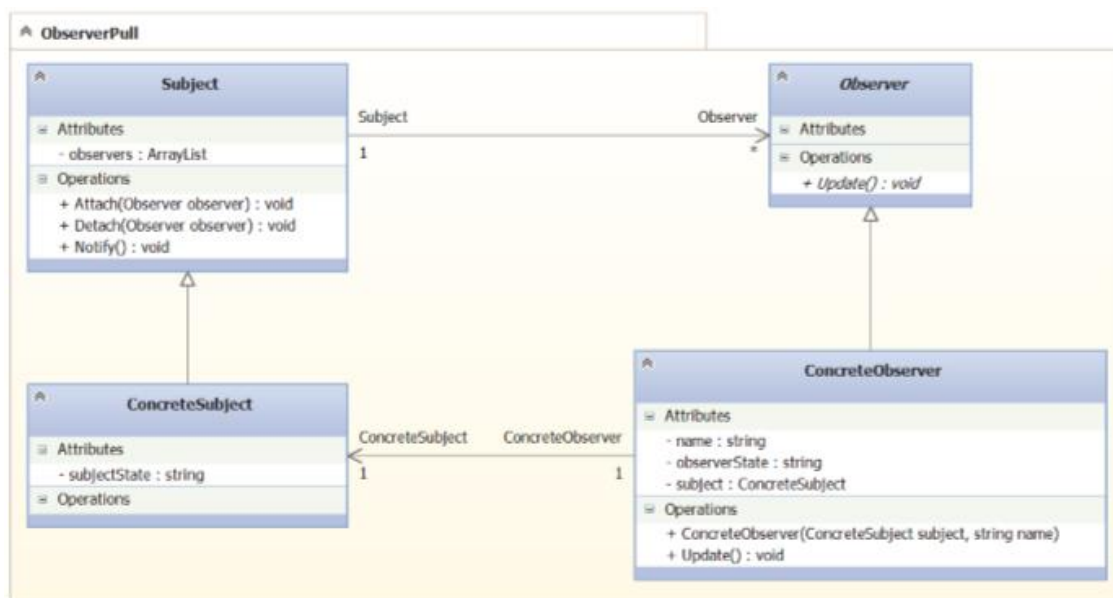 ObserverPull
Subject
Attributes
- observers : ArrayList
Operations
+ Attach(Observer observer) : void
+ Detach(Observer observer) : void
+ Notify() : void
Subject
Observer
1
*
Observer
Attributes
Operations
+ Update() : void
ConcreteSubject
Attributes
- subjectState : string
Operations
ConcreteSubject
ConcreteObserver
1
1
ConcreteObserver
Attributes
- name : string
- observerState : string
- subject : ConcreteSubject
Operations
+ ConcreteObserver(ConcreteSubject subject, string name)
+ Update() : void